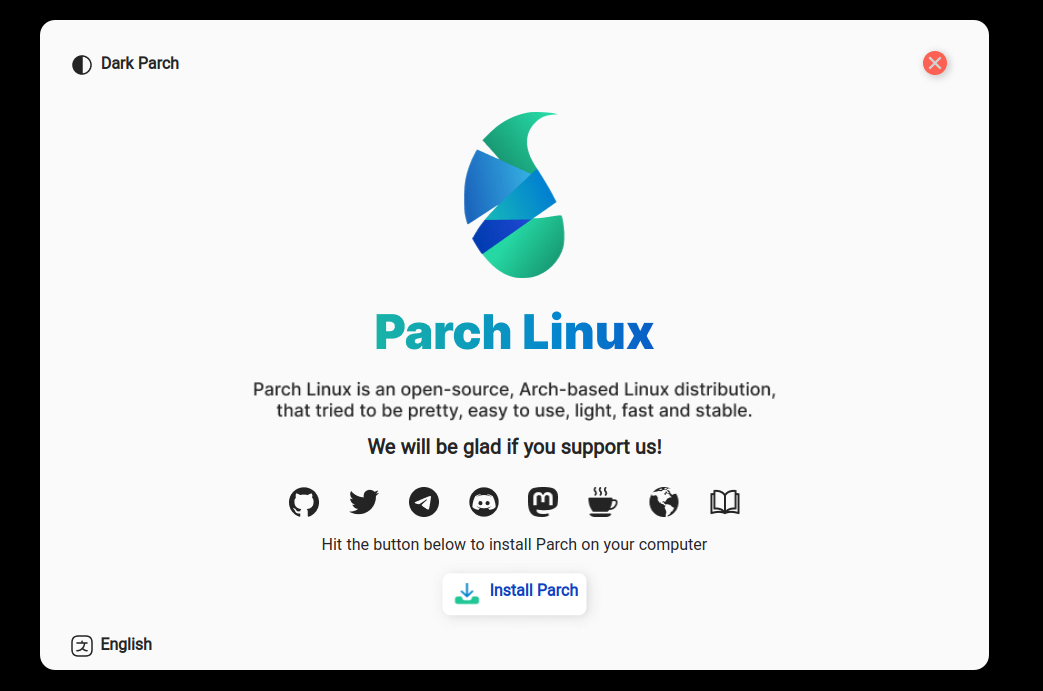 Dark Parch
Parch Linux
Parch Linux is an open-source, Arch-based Linux distribution,
that tried to be pretty, easy to use, light, fast and stable.
We will be glad if you support us!
Hit the button below to install Parch on your computer
Install Parch
English